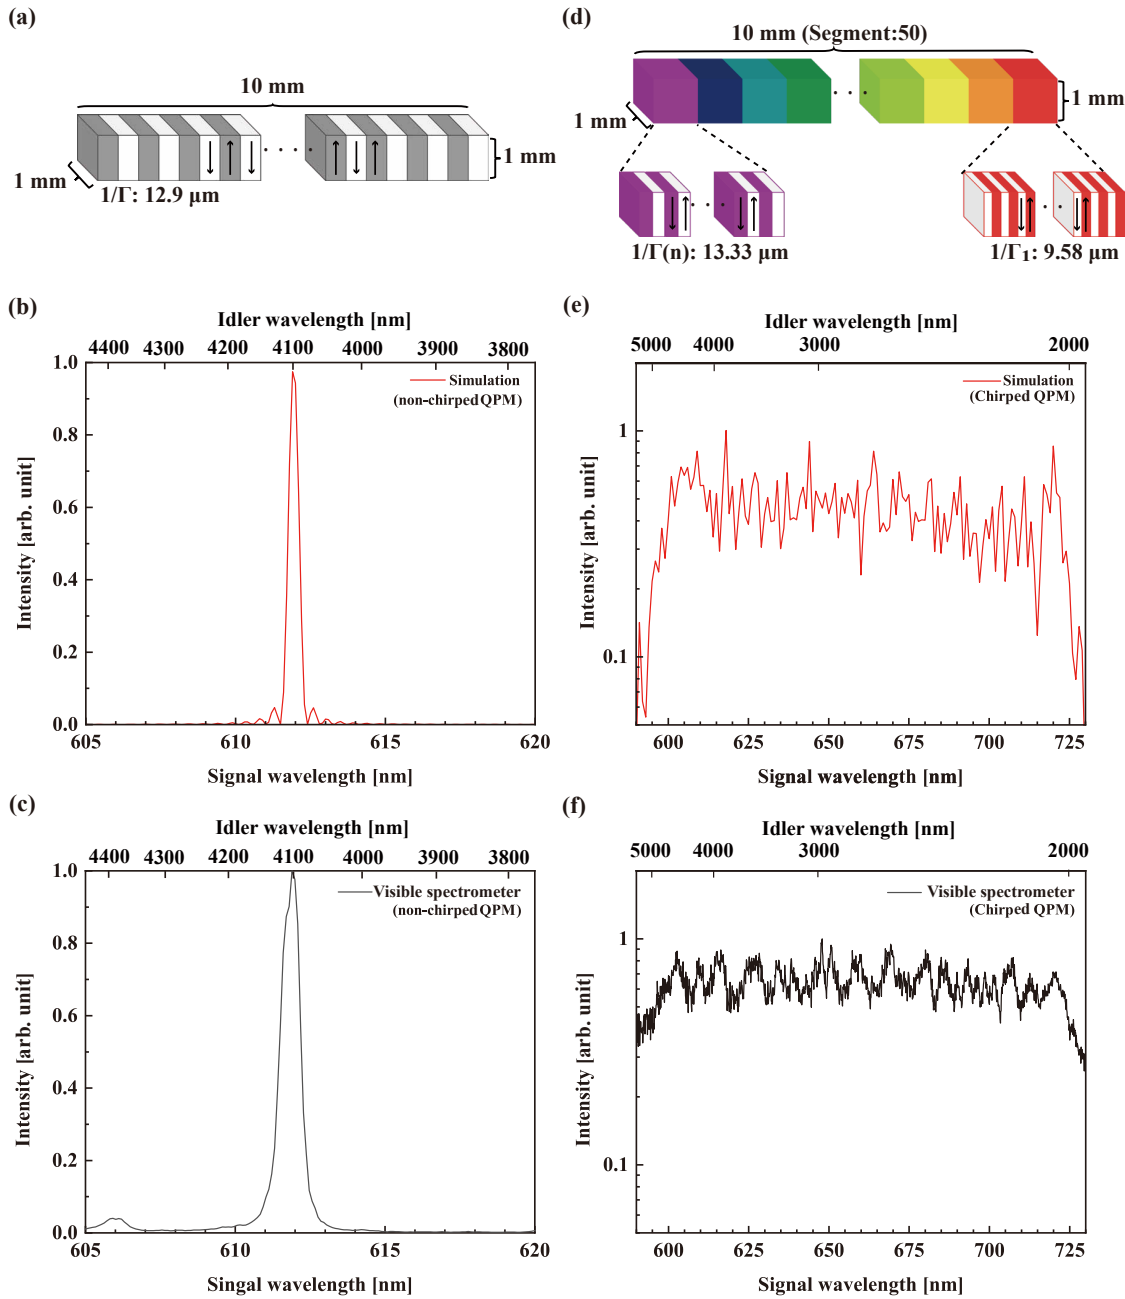 (a)
10 mm
1 mm
1 mm
1/Γ: 12.9 µm
(d)
10 mm (Segment:50)
1 mm
1 mm
1/Γ(n): 13.33 µm
1/Γ₁: 9.58 µm
(b)
Idler wavelength [nm]
4400 4300 4200 4100 4000 3900 3800
1.0
0.8
0.6
0.4
0.2
0.0
Intensity [arb. unit]
Simulation
(non-chirped QPM)
605 610 615 620
Signal wavelength [nm]
(e)
Idler wavelength [nm]
5000 4000 3000 2000
1
0.1
Intensity [arb. unit]
Simulation
(Chirped QPM)
600 625 650 675 700 725
Signal wavelength [nm]
(c)
Idler wavelength [nm]
4400 4300 4200 4100 4000 3900 3800
1.0
0.8
0.6
0.4
0.2
0.0
Intensity [arb. unit]
Visible spectrometer
(non-chirped QPM)
605 610 615 620
Singal wavelength [nm]
(f)
Idler wavelength [nm]
5000 4000 3000 2000
1
0.1
Intensity [arb. unit]
Visible spectrometer
(Chirped QPM)
600 625 650 675 700 725
Signal wavelength [nm]